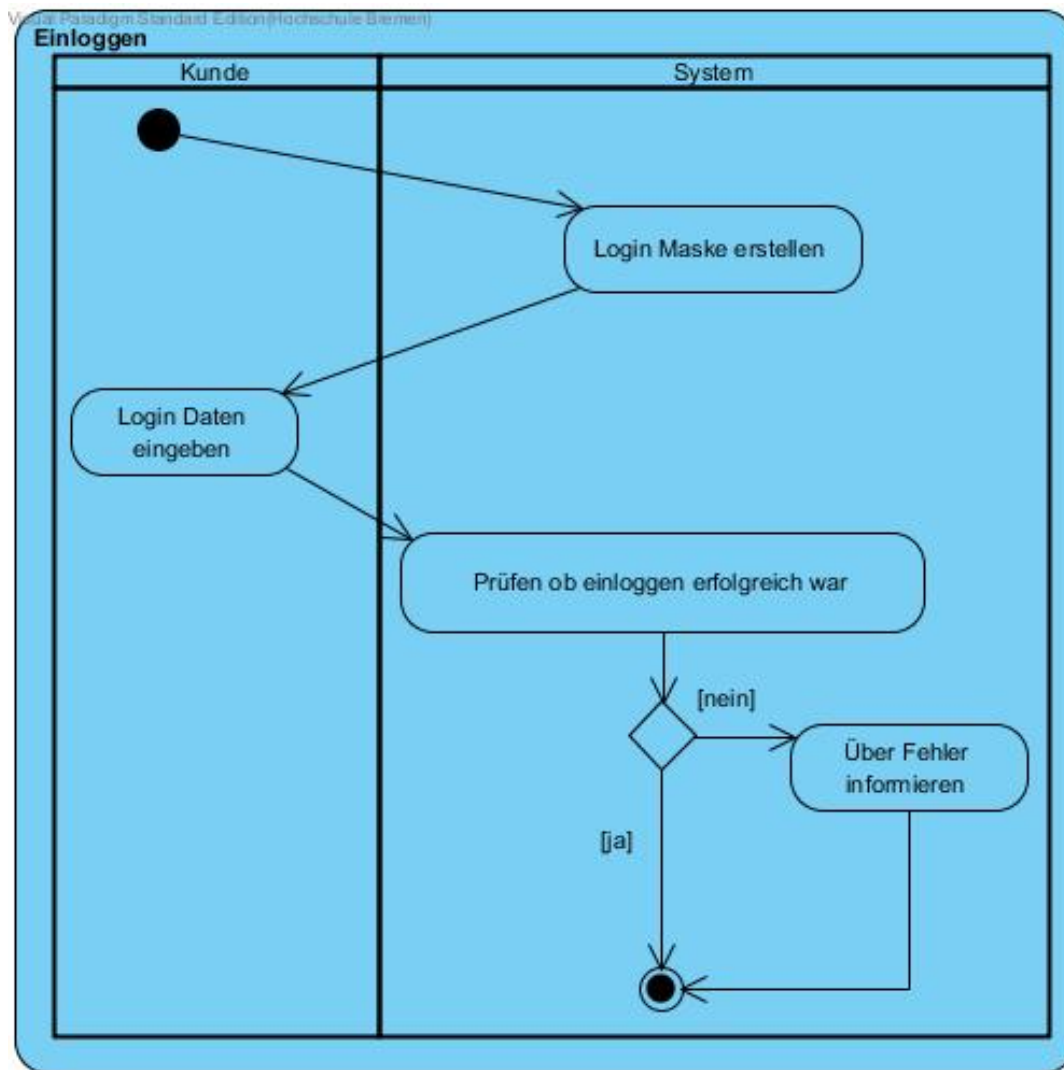 Visual Paradigm Standard Edition(Hochschule Bremen)
Einloggen
Kunde
System
Login Maske erstellen
Login Daten
eingeben
Prüfen ob einloggen erfolgreich war
[nein]
Über Fehler
informieren
[ja]